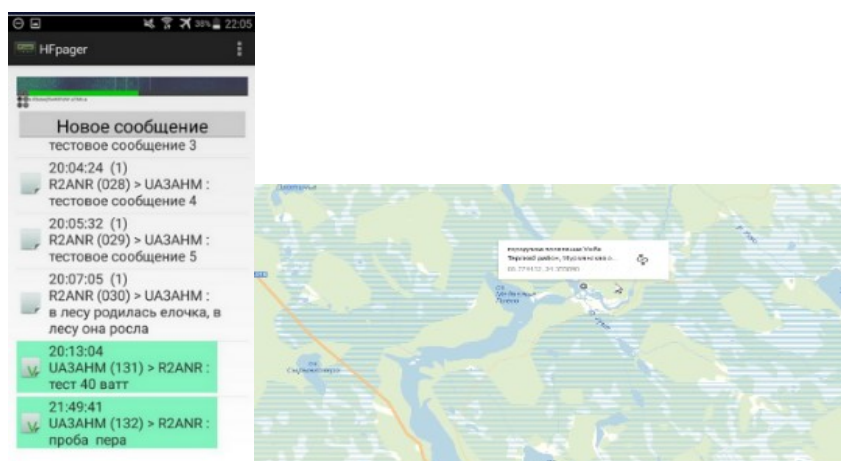 38% 22:05
HFpager
Новое сообщение
тестовое сообщение 3
20:04:24 (1)
R2ANR (028) > UA3AHM :
тестовое сообщение 4
20:05:32 (1)
R2ANR (029) > UA3AHM :
тестовое сообщение 5
20:07:05 (1)
R2ANR (030) > UA3AHM :
в лесу родилась елочка, в
лесу она росла
20:13:04
UA3AHM (131) > R2ANR :
тест 40 ватт
21:49:41
UA3AHM (132) > R2ANR :
проба пера